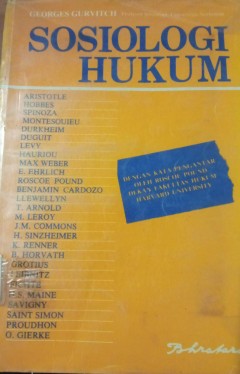 GEORGES GURVITCH
SOSIOLOGI
HUKUM
ARISTOTLE
HOBBES
SPINOZA
MONTESQUIEU
DURKHEIM
DUGUIT
LEVY
HAURIOU
MAX WEBER
E. EHRLICH
ROSCOE POUND
BENJAMIN CARDOZO
LLEWELLYN
T. ARNOLD
M. LEROY
J.M. COMMONS
H. SINZHEIMER
K. RENNER
B. HORVATH
GROTIUS
LEIBNITZ
H.S. MAINE
SAVIGNY
SAINT SIMON
PROUDHON
O. GIERKE
DENGAN KATA PENGANTAR
OLEH ROSCOE POUND
DEKAN FAKULTAS HUKUM
HARVARD UNIVERSITY
Bhratara